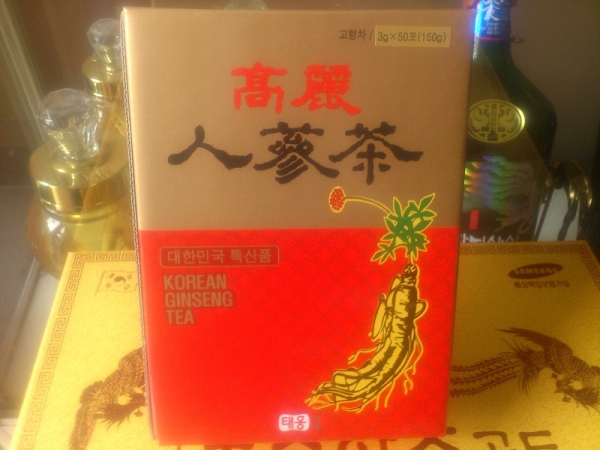 고형차 / 3g×50포(150g)
高麗
人蔘茶
대한민국 특산품
KOREAN
GINSENG
TEA
태웅
SAMSUNG